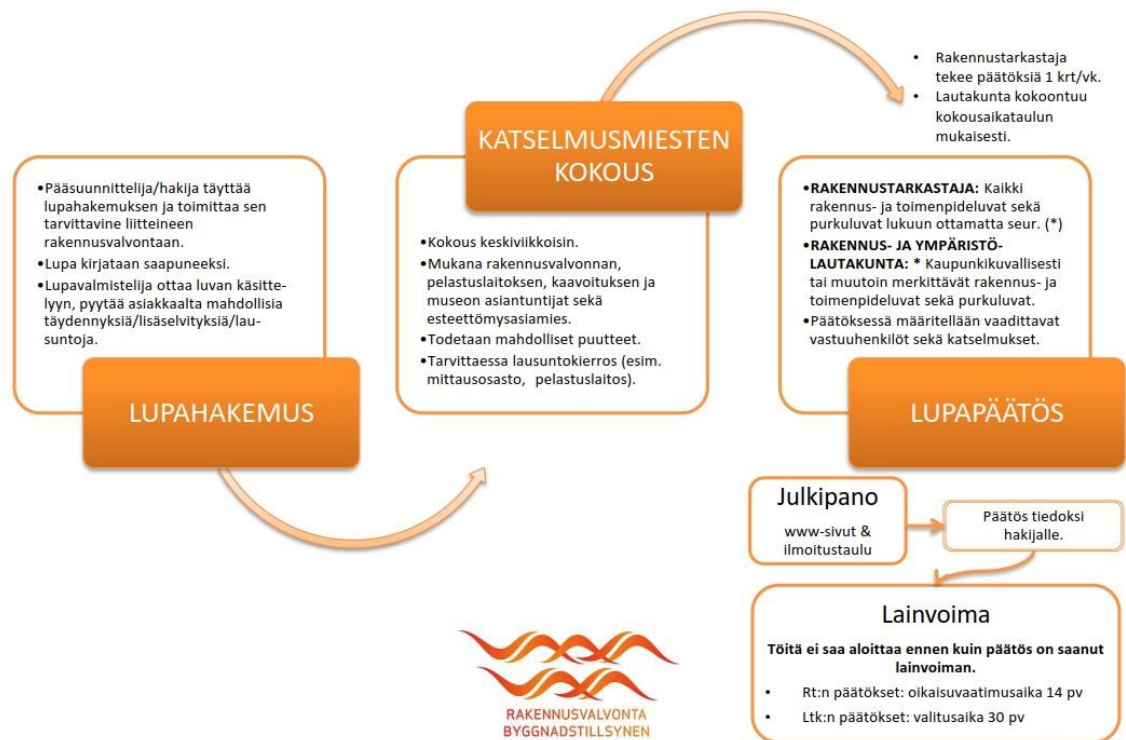 •Pääsuunnittelija/hakija täyttää
lupahakemuksen ja toimittaa sen
tarvittavine liitteineen
rakennusvalvontaan.
•Lupa kirjataan saapuneeksi.
•Lupavalmistelija ottaa luvan käsitte-
lyyn, pyytää asiakkaalta mahdollisia
täydennyksiä/lisäselvityksiä/lau-
suntoja.
LUPAHAKEMUS
KATSELMUSMIESTEN
KOKOUS
•Kokous keskiviikkoisin.
•Mukana rakennusvalvonnan,
pelastuslaitoksen, kaavoituksen ja
museon asiantuntijat sekä
esteettömysasiamies.
•Todetaan mahdolliset puutteet.
•Tarvittaessa lausuntokierros (esim.
mittausosasto, pelastuslaitos).
• Rakennustarkastaja
tekee päätöksiä 1 krt/vk.
• Lautakunta kokoontuu
kokousaikataulun
mukaisesti.
•RAKENNUSTARKASTAJA: Kaikki
rakennus- ja toimenpideluvat sekä
purkuluvat lukuun ottamatta seur. (*)
•RAKENNUS- JA YMPÄRISTÖ-
LAUTAKUNTA: * Kaupunkikuvallisesti
tai muutoin merkittävät rakennus- ja
toimenpideluvat sekä purkuluvat.
•Päätöksessä määritellään vaadittavat
vastuuhenkilöt sekä katselmukset.
LUPAPÄÄTÖS
Julkipano
www-sivut &
ilmoitustaulu
Päätös tiedoksi
hakijalle.
Lainvoima
Töitä ei saa aloittaa ennen kuin päätös on saanut
lainvoiman.
• Rt:n päätökset: oikaisuvaatimusaika 14 pv
• Ltk:n päätökset: valitusaika 30 pv
RAKENNUSVALVONTA
BYGGNADSTILLSYNEN